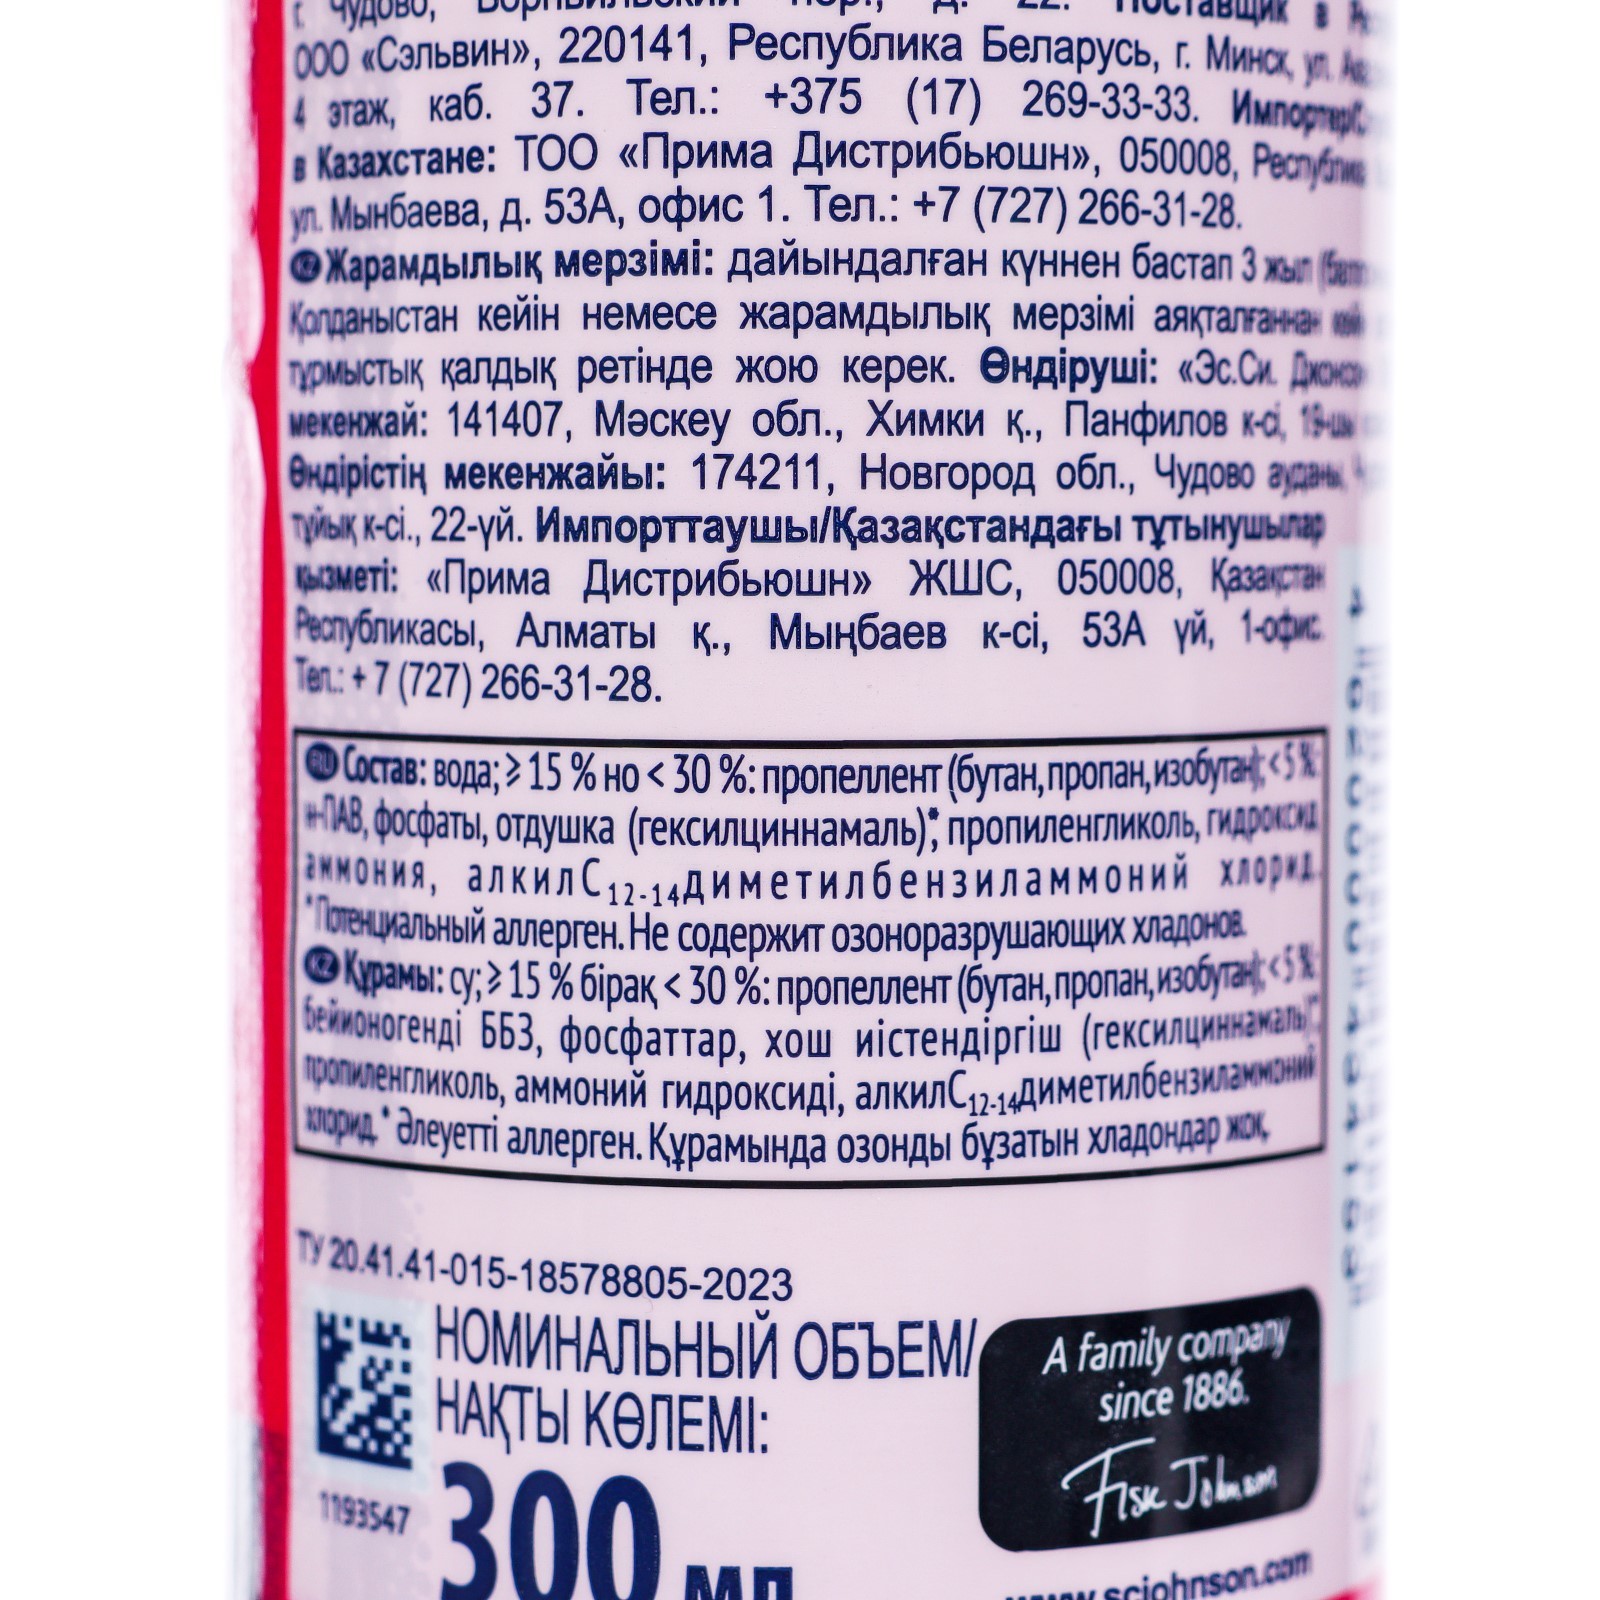 г. Чудово, д. 22. Поставщик в
ООО «Сэльвин», 220141, Республика Беларусь, г. Минск, ул.
4 этаж, каб. 37. Тел.: +375 (17) 269-33-33.
в Казахстане: ТОО «Прима Дистрибьюшн», 050008, Республика
ул. Мынбаева, д. 53А, офис 1. Тел.: +7 (727) 266-31-28.
KZ Жарамдылық мерзімі: дайындалған күннен бастап 3 жыл
Қолданыстан кейін немесе жарамдылық мерзімі аяқталғаннан
тұрмыстық қалдық ретінде жою керек. Өндіруші: «Эс.Си. Джонсон
мекенжай: 141407, Мәскеу обл., Химки қ., Панфилов к-сі,
Өндірістің мекенжайы: 174211, Новгород обл., Чудово ауданы,
тұйық к-сі., 22-үй. Импорттаушы/Қазақстандағы тұтынушылар
қызметі: «Прима Дистрибьюшн» ЖШС, 050008, Қазақстан
Республикасы, Алматы қ., Мыңбаев к-сі, 53А үй, 1-офис.
Тел.: + 7 (727) 266-31-28.
RU Состав: вода; ≥ 15 % но < 30 %: пропеллент (бутан, пропан, изобутан); < 5 %:
н-ПАВ, фосфаты, отдушка (гексилциннамаль)*, пропиленгликоль, гидроксид
аммония, алкилC12-14диметилбензиламмоний хлорид.
*Потенциальный аллерген. Не содержит озоноразрушающих хладонов.
KZ Құрамы: су; ≥ 15 % бірақ < 30 %: пропеллент (бутан, пропан, изобутан); < 5 %:
бейионогенді ББЗ, фосфаттар, хош иістендіргіш (гексилциннамаль)*,
пропиленгликоль, аммоний гидроксиді, алкилC12-14диметилбензиламмоний
хлорид. * Әлеуетті аллерген. Құрамында озонды бұзатын хладондар жоқ.
ТУ 20.41.41-015-18578805-2023
НОМИНАЛЬНЫЙ ОБЪЕМ/
НАҚТЫ КӨЛЕМІ:
300 мл
1193547
A family company
since 1886.
Fisk Johnson
www.scjohnson.com